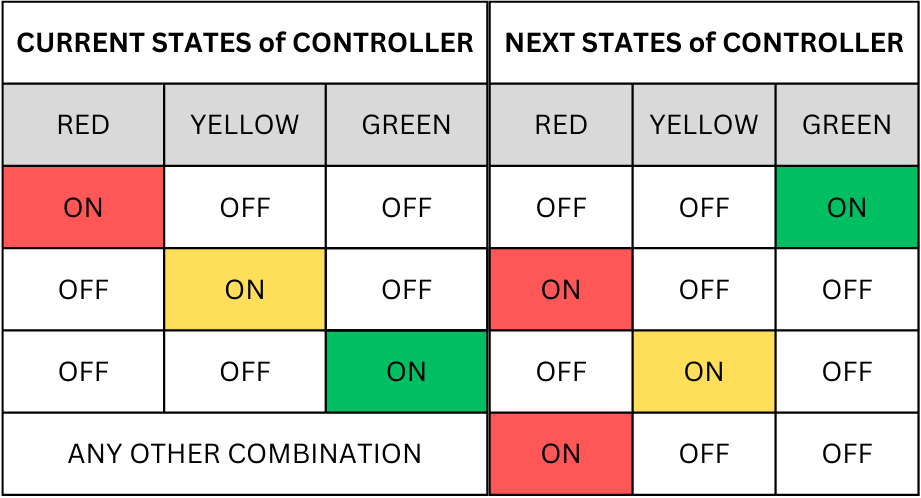 CURRENT STATES of CONTROLLER NEXT STATES of CONTROLLER
RED YELLOW GREEN RED YELLOW GREEN
ON OFF OFF OFF OFF ON
OFF ON OFF ON OFF OFF
OFF OFF ON OFF ON OFF
ANY OTHER COMBINATION ON OFF OFF